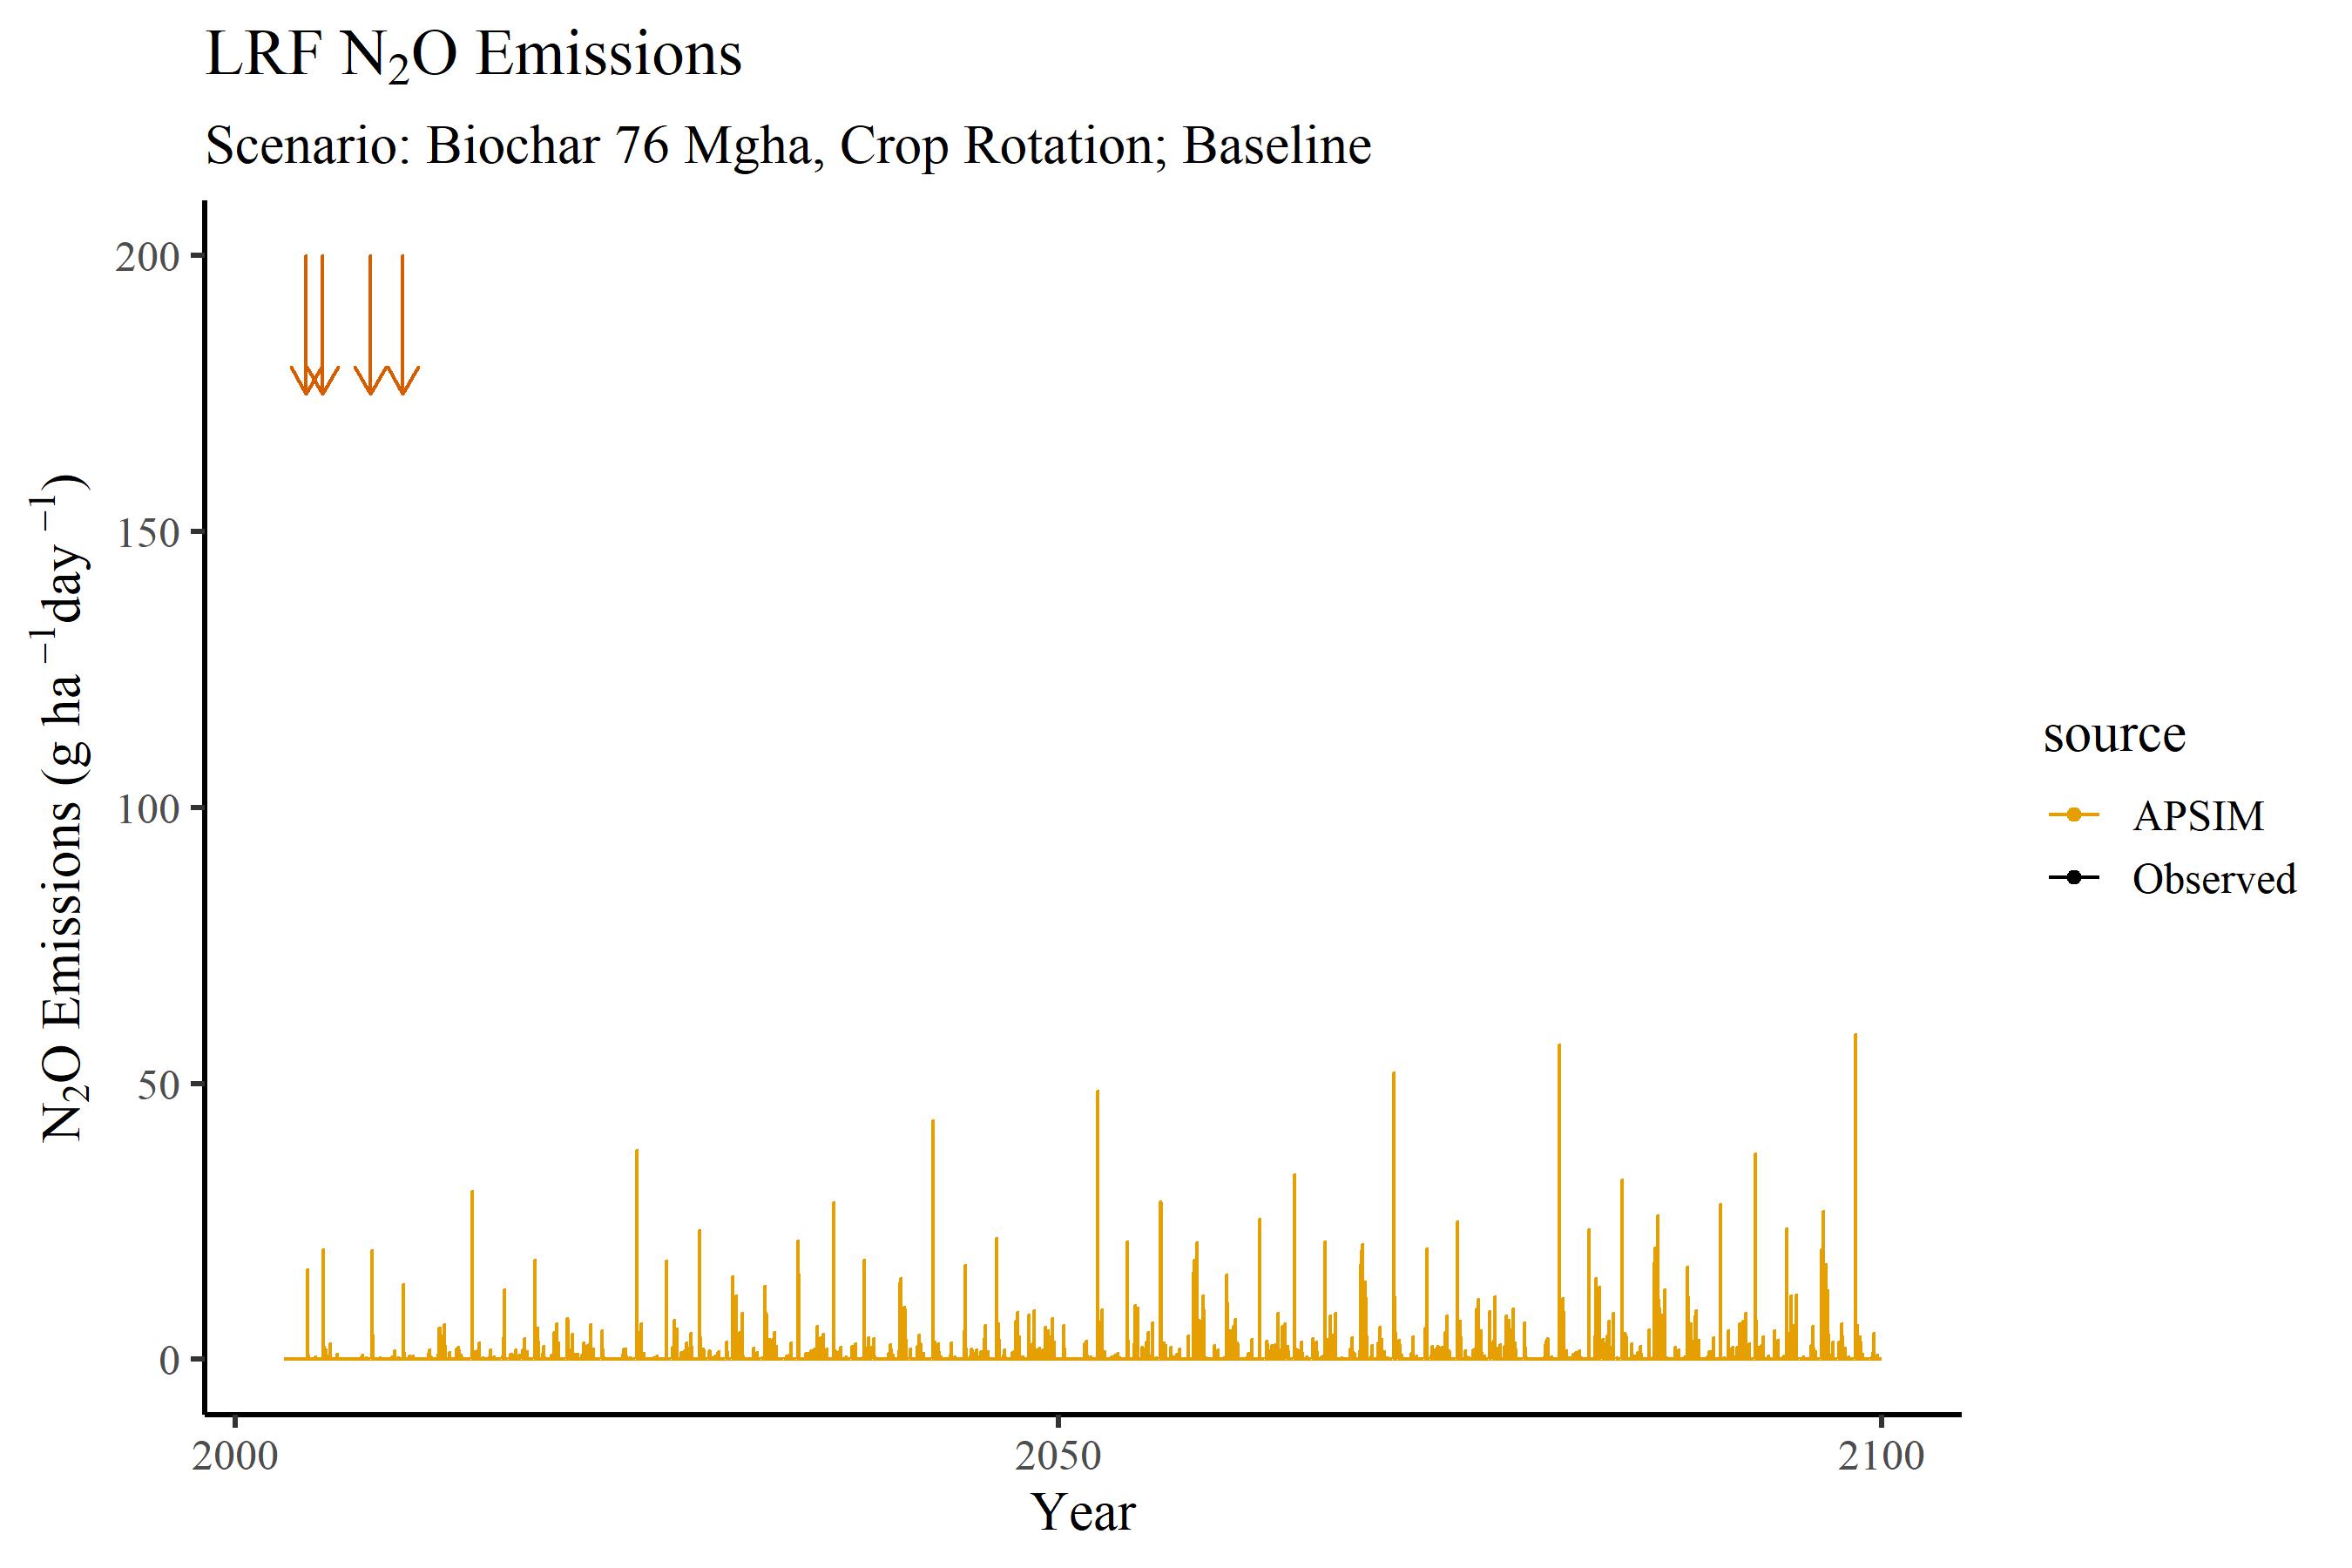 LRF N₂O Emissions
Scenario: Biochar 76 Mgha, Crop Rotation; Baseline
N₂O Emissions (g ha ⁻¹day ⁻¹)
200
150
100
50
0
2000
2050
2100
Year
source
APSIM
Observed